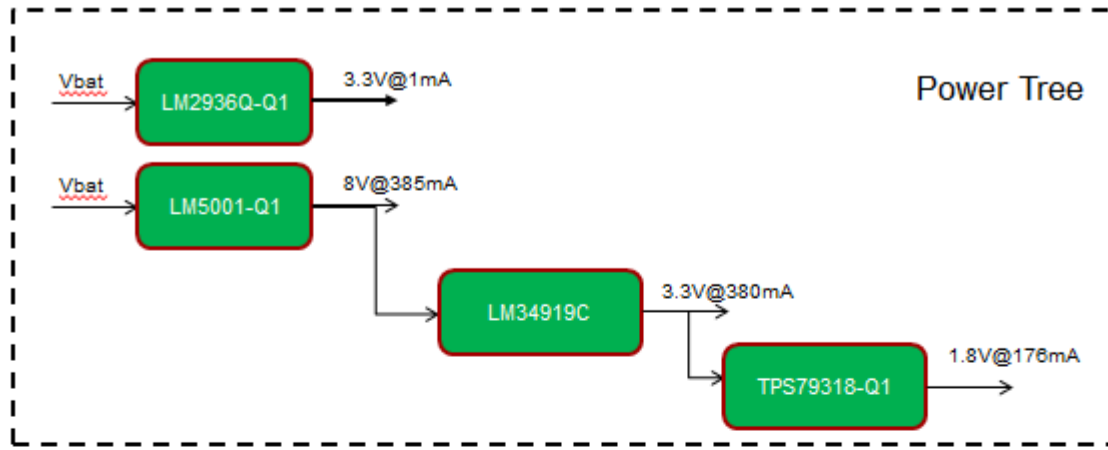 Power Tree
Vbat
LM2936Q-Q1
3.3V@1mA
Vbat
LM5001-Q1
8V@385mA
LM34919C
3.3V@380mA
TPS79318-Q1
1.8V@176mA